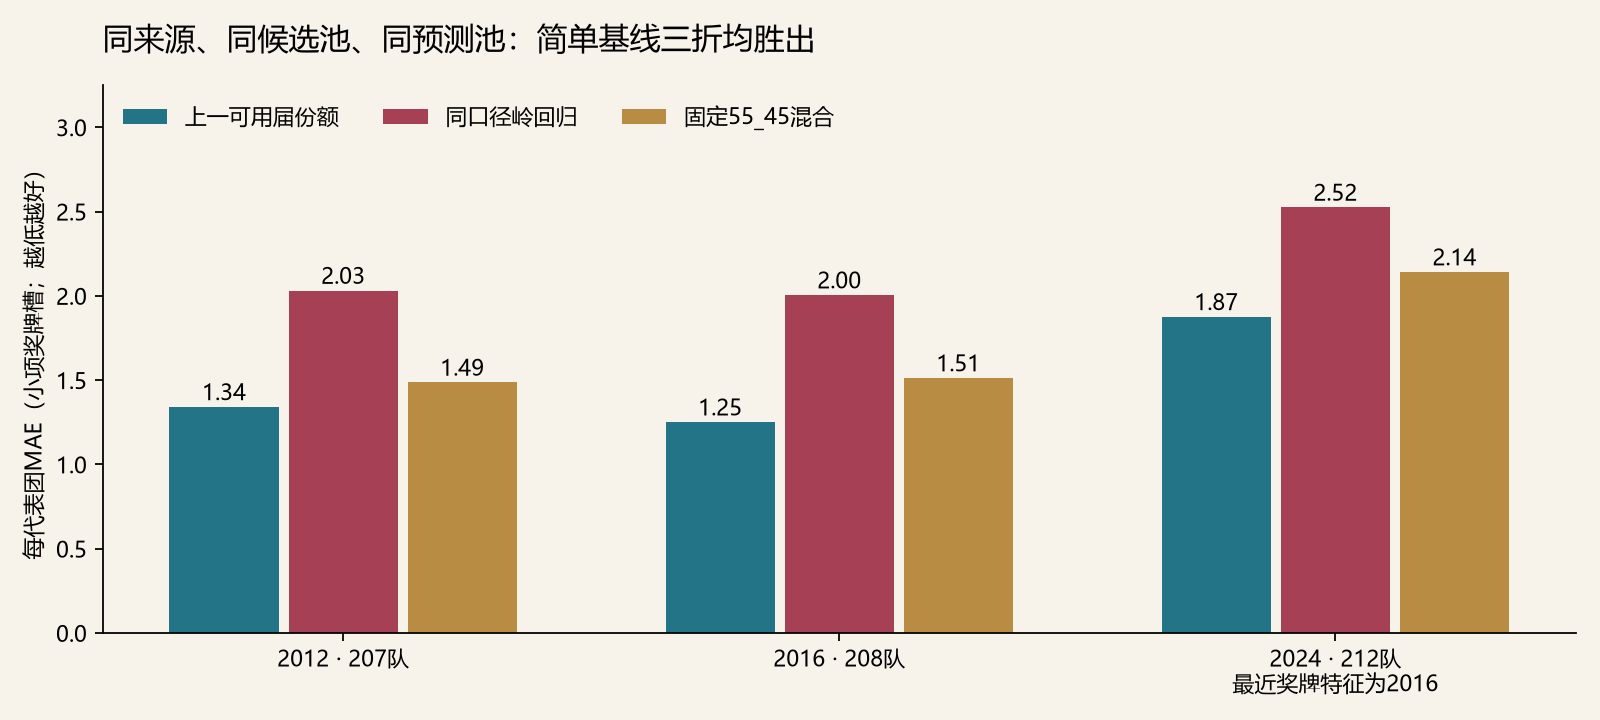 同来源、同候选池、同预测池：简单基线三折均胜出
上一可用届份额
同口径岭回归
固定55_45混合
每代表团MAE（小项奖牌槽；越低越好）
3.0
2.5
2.0
1.5
1.0
0.5
0.0
1.34
2.03
1.49
1.25
2.00
1.51
1.87
2.52
2.14
2012 · 207队
2016 · 208队
2024 · 212队
最近奖牌特征为2016